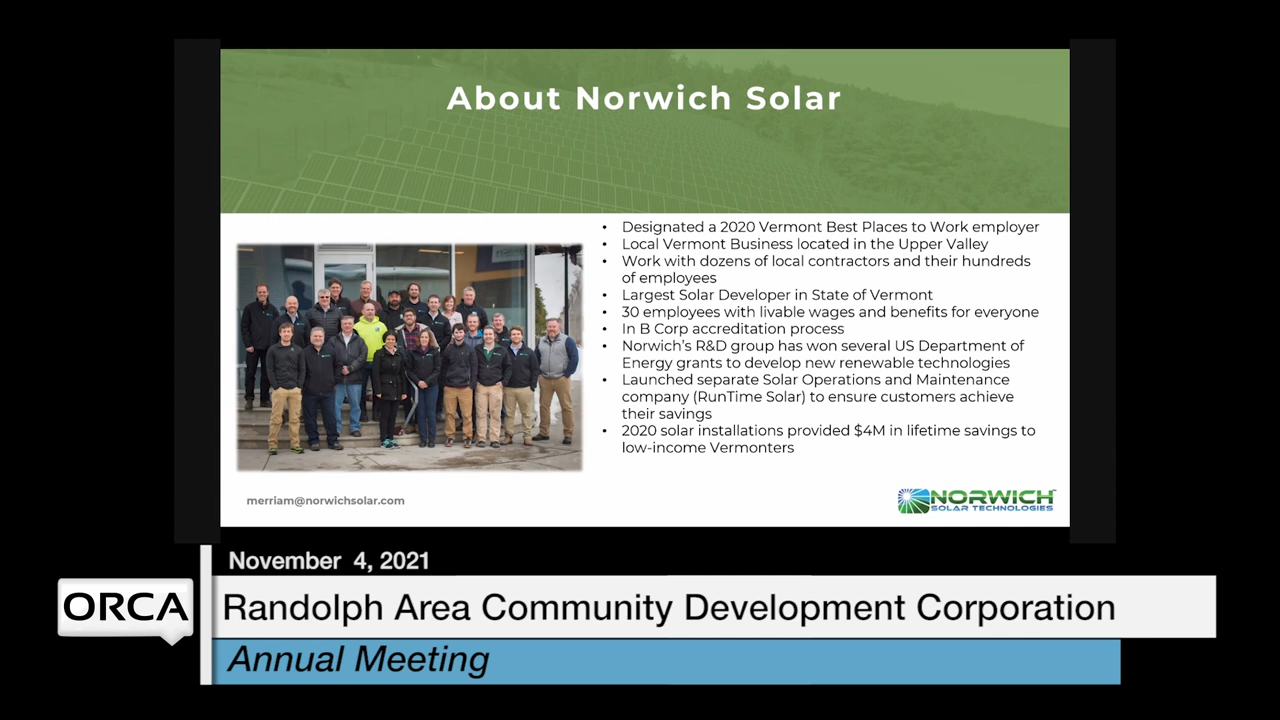 About Norwich Solar
• Designated a 2020 Vermont Best Places to Work employer
• Local Vermont Business located in the Upper Valley
• Work with dozens of local contractors and their hundreds
of employees
• Largest Solar Developer in State of Vermont
• 30 employees with livable wages and benefits for everyone
• In B Corp accreditation process
• Norwich's R&D group has won several US Department of
Energy grants to develop new renewable technologies
• Launched separate Solar Operations and Maintenance
company (RunTime Solar) to ensure customers achieve
their savings
• 2020 solar installations provided $4M in lifetime savings to
low-income Vermonters
merriam@norwichsolar.com
NORWICH
SOLAR TECHNOLOGIES
November 4, 2021
ORCA
Randolph Area Community Development Corporation
Annual Meeting